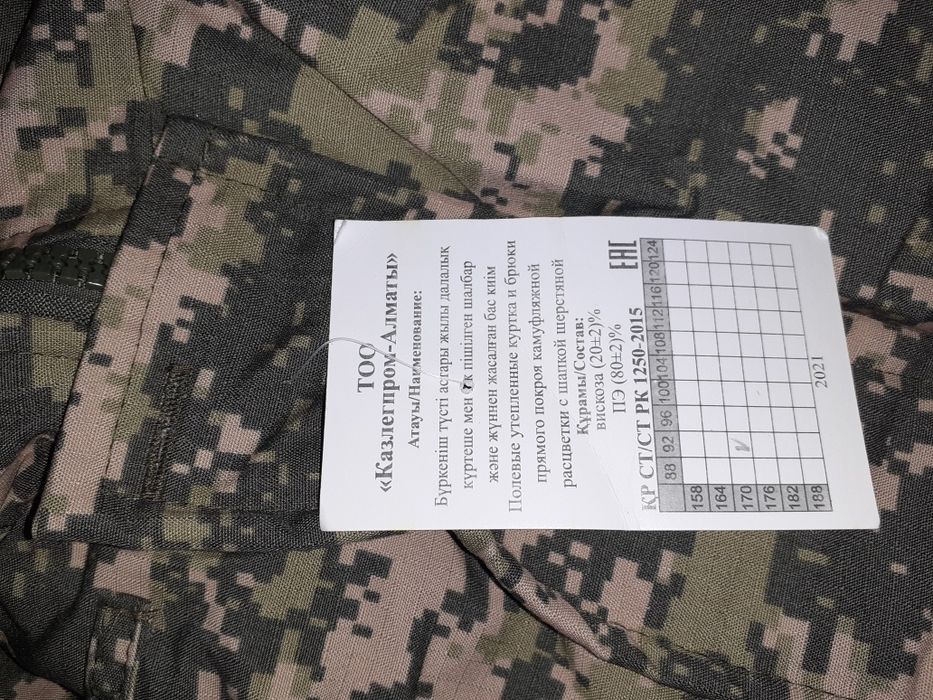 ТОО
«Казлегпром-Алматы»
Атауы/Наименование:
Бүркеніш түсті астары жылы далалық
күртеше мен тік пішілген шалбар
және жүннен жасалған бас киім
Полевые утепленные куртка и брюки
прямого покроя камуфляжной
расцветки с шапкой шерстяной
Құрамы/Состав:
вискоза (20±2)%
ПЭ (80±2)%
ҚР СТ/СТ РК 1250-2015
EAC
88 92 96 100 104 108 112 116 120 124
158
164
170
176
182
188
2021